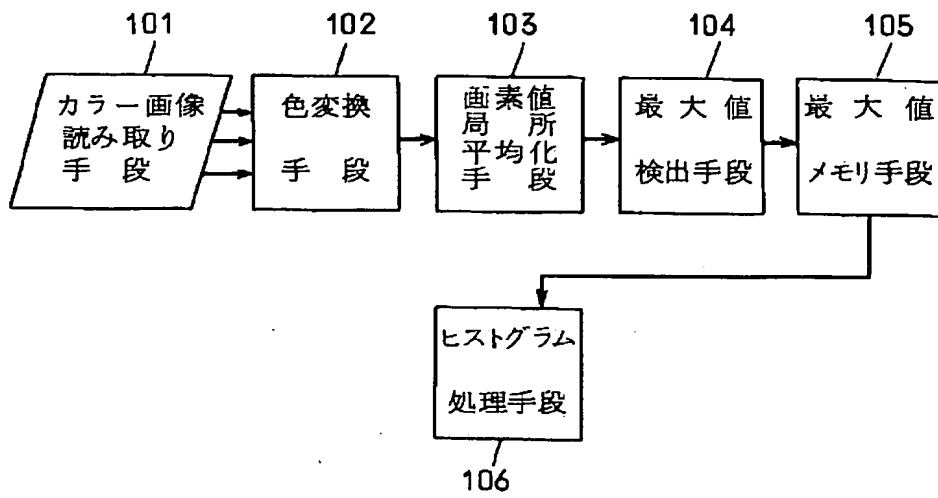 101
102
103
104
105
カラー画像
読み取り
手段
色変換
手段
画素値
局所
平均化
手段
最大値
検出手段
最大値
メモリ手段
ヒストグラム
処理手段
106